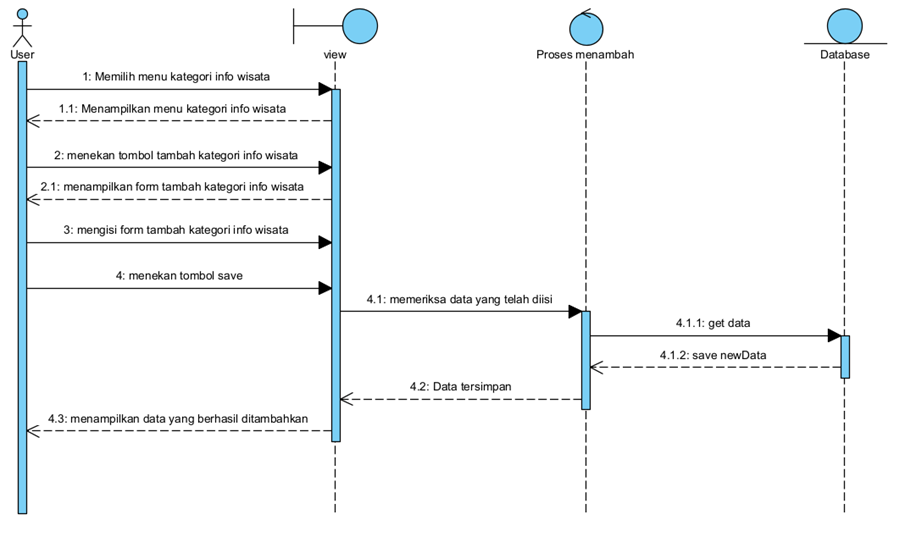 User
view
Proses menambah
Database
1: Memilih menu kategori info wisata
1.1: Menampilkan menu kategori info wisata
2: menekan tombol tambah kategori info wisata
2.1: menampilkan form tambah kategori info wisata
3: mengisi form tambah kategori info wisata
4: menekan tombol save
4.1: memeriksa data yang telah diisi
4.1.1: get data
4.1.2: save newData
4.2: Data tersimpan
4.3: menampilkan data yang berhasil ditambahkan